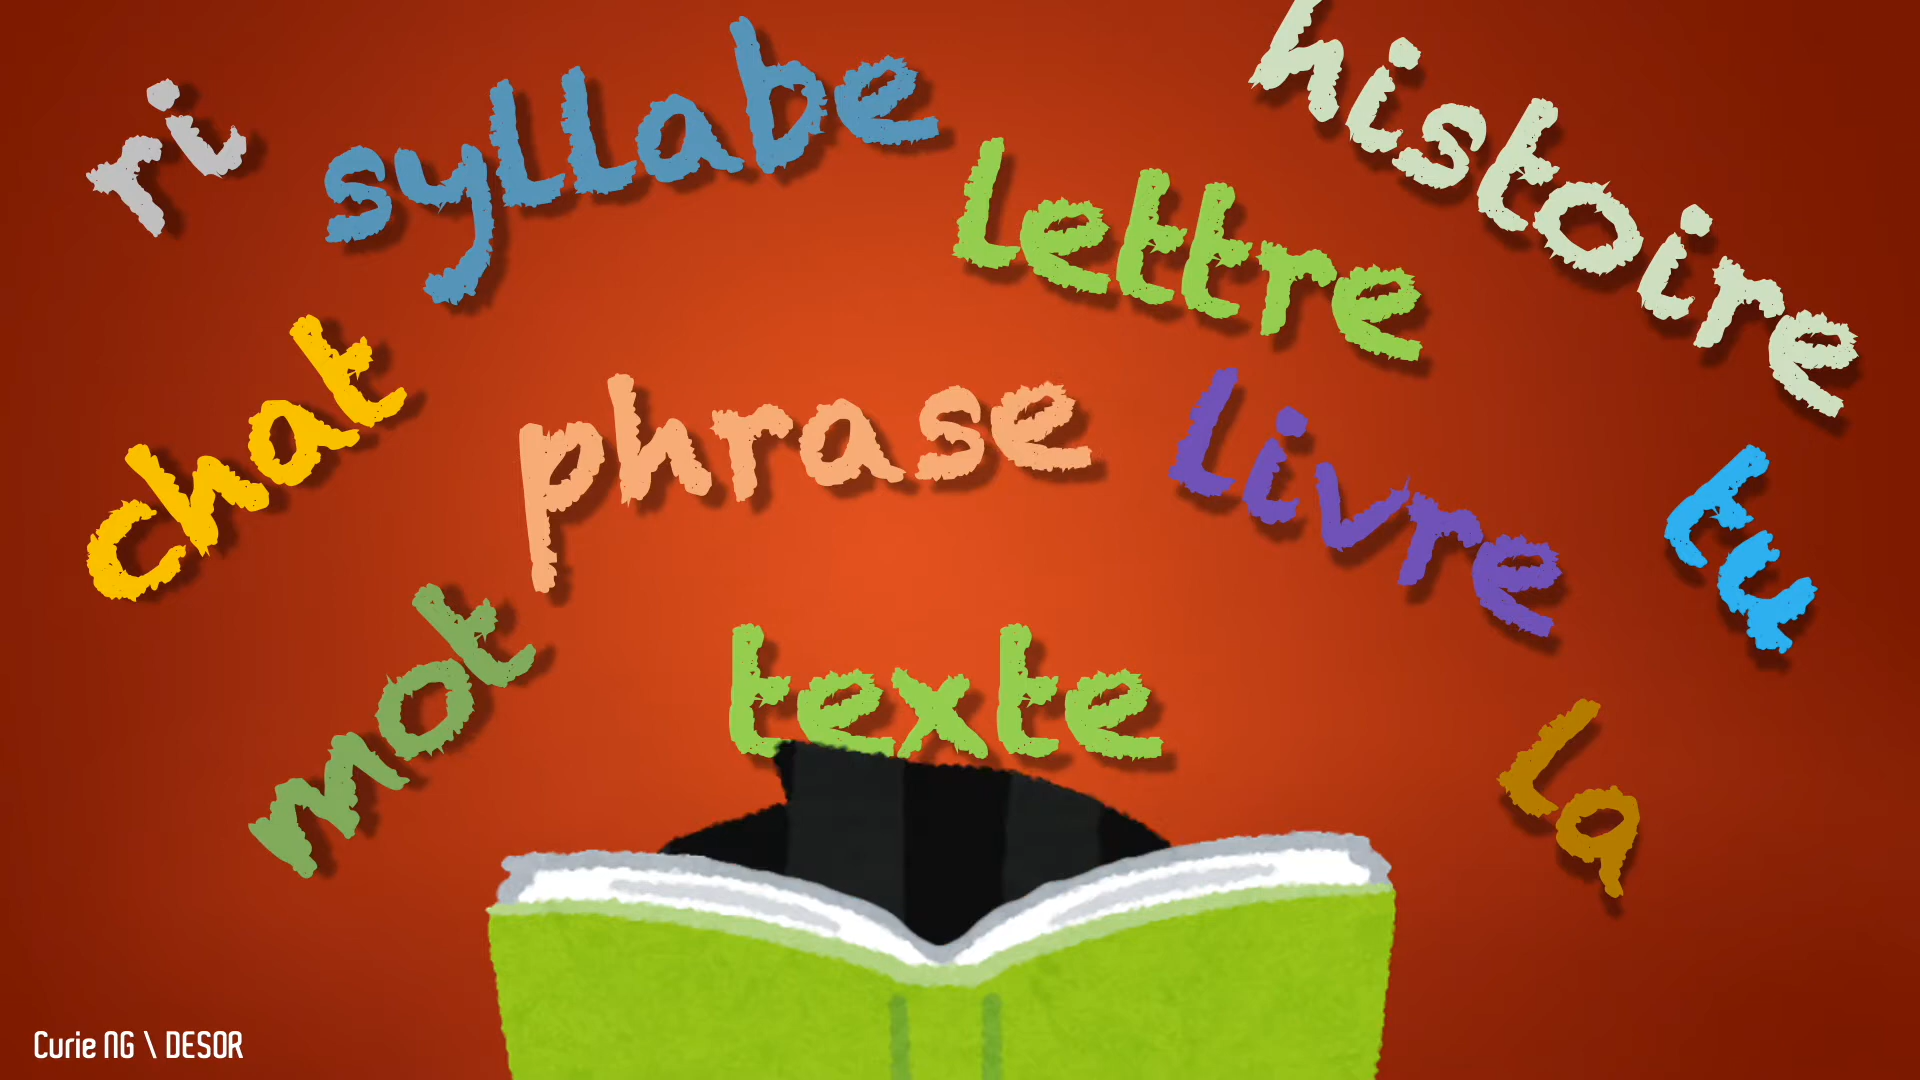 ri
syllabe
histoire
lettre
chat
phrase
livre
tu
mot
texte
la
Curie NG \ DESOR